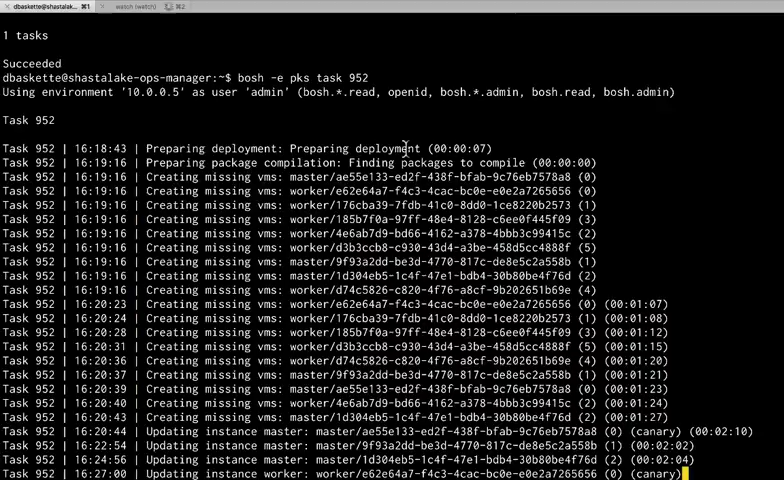 dbaskette@shastalak... ⌘1
watch (watch) ⌘2
1 tasks
Succeeded
dbaskette@shastalake-ops-manager:~$ bosh -e pks task 952
Using environment '10.0.0.5' as user 'admin' (bosh.*.read, openid, bosh.*.admin, bosh.read, bosh.admin)
Task 952
Task 952 | 16:18:43 | Preparing deployment: Preparing deployment (00:00:07)
Task 952 | 16:19:16 | Preparing package compilation: Finding packages to compile (00:00:00)
Task 952 | 16:19:16 | Creating missing vms: master/ae55e133-ed2f-438f-bfab-9c76eb7578a8 (0)
Task 952 | 16:19:16 | Creating missing vms: worker/e62e64a7-f4c3-4cac-bc0e-e0e2a7265656 (0)
Task 952 | 16:19:16 | Creating missing vms: worker/176cba39-7fdb-41c0-8dd0-1ce8220b2573 (1)
Task 952 | 16:19:16 | Creating missing vms: worker/185b7f0a-97ff-48e4-8128-c6ee0f445f09 (3)
Task 952 | 16:19:16 | Creating missing vms: worker/4e6ab7d9-bd66-4162-a378-4bbb3c99415c (2)
Task 952 | 16:19:16 | Creating missing vms: worker/d3b3ccb8-c930-43d4-a3be-458d5cc4888f (5)
Task 952 | 16:19:16 | Creating missing vms: master/9f93a2dd-be3d-4770-817c-de8e5c2a558b (1)
Task 952 | 16:19:16 | Creating missing vms: master/1d304eb5-1c4f-47e1-bdb4-30b80be4f76d (2)
Task 952 | 16:19:16 | Creating missing vms: worker/d74c5826-c820-4f76-a8cf-9b202651b69e (4)
Task 952 | 16:20:23 | Creating missing vms: worker/e62e64a7-f4c3-4cac-bc0e-e0e2a7265656 (0) (00:01:07)
Task 952 | 16:20:24 | Creating missing vms: worker/176cba39-7fdb-41c0-8dd0-1ce8220b2573 (1) (00:01:08)
Task 952 | 16:20:28 | Creating missing vms: worker/185b7f0a-97ff-48e4-8128-c6ee0f445f09 (3) (00:01:12)
Task 952 | 16:20:31 | Creating missing vms: worker/d3b3ccb8-c930-43d4-a3be-458d5cc4888f (5) (00:01:15)
Task 952 | 16:20:36 | Creating missing vms: worker/d74c5826-c820-4f76-a8cf-9b202651b69e (4) (00:01:20)
Task 952 | 16:20:37 | Creating missing vms: master/9f93a2dd-be3d-4770-817c-de8e5c2a558b (1) (00:01:21)
Task 952 | 16:20:39 | Creating missing vms: master/ae55e133-ed2f-438f-bfab-9c76eb7578a8 (0) (00:01:23)
Task 952 | 16:20:40 | Creating missing vms: worker/4e6ab7d9-bd66-4162-a378-4bbb3c99415c (2) (00:01:24)
Task 952 | 16:20:43 | Creating missing vms: master/1d304eb5-1c4f-47e1-bdb4-30b80be4f76d (2) (00:01:27)
Task 952 | 16:20:44 | Updating instance master: master/ae55e133-ed2f-438f-bfab-9c76eb7578a8 (0) (canary) (00:02:10)
Task 952 | 16:22:54 | Updating instance master: master/9f93a2dd-be3d-4770-817c-de8e5c2a558b (1) (00:02:02)
Task 952 | 16:24:56 | Updating instance master: master/1d304eb5-1c4f-47e1-bdb4-30b80be4f76d (2) (00:02:04)
Task 952 | 16:27:00 | Updating instance worker: worker/e62e64a7-f4c3-4cac-bc0e-e0e2a7265656 (0) (canary)